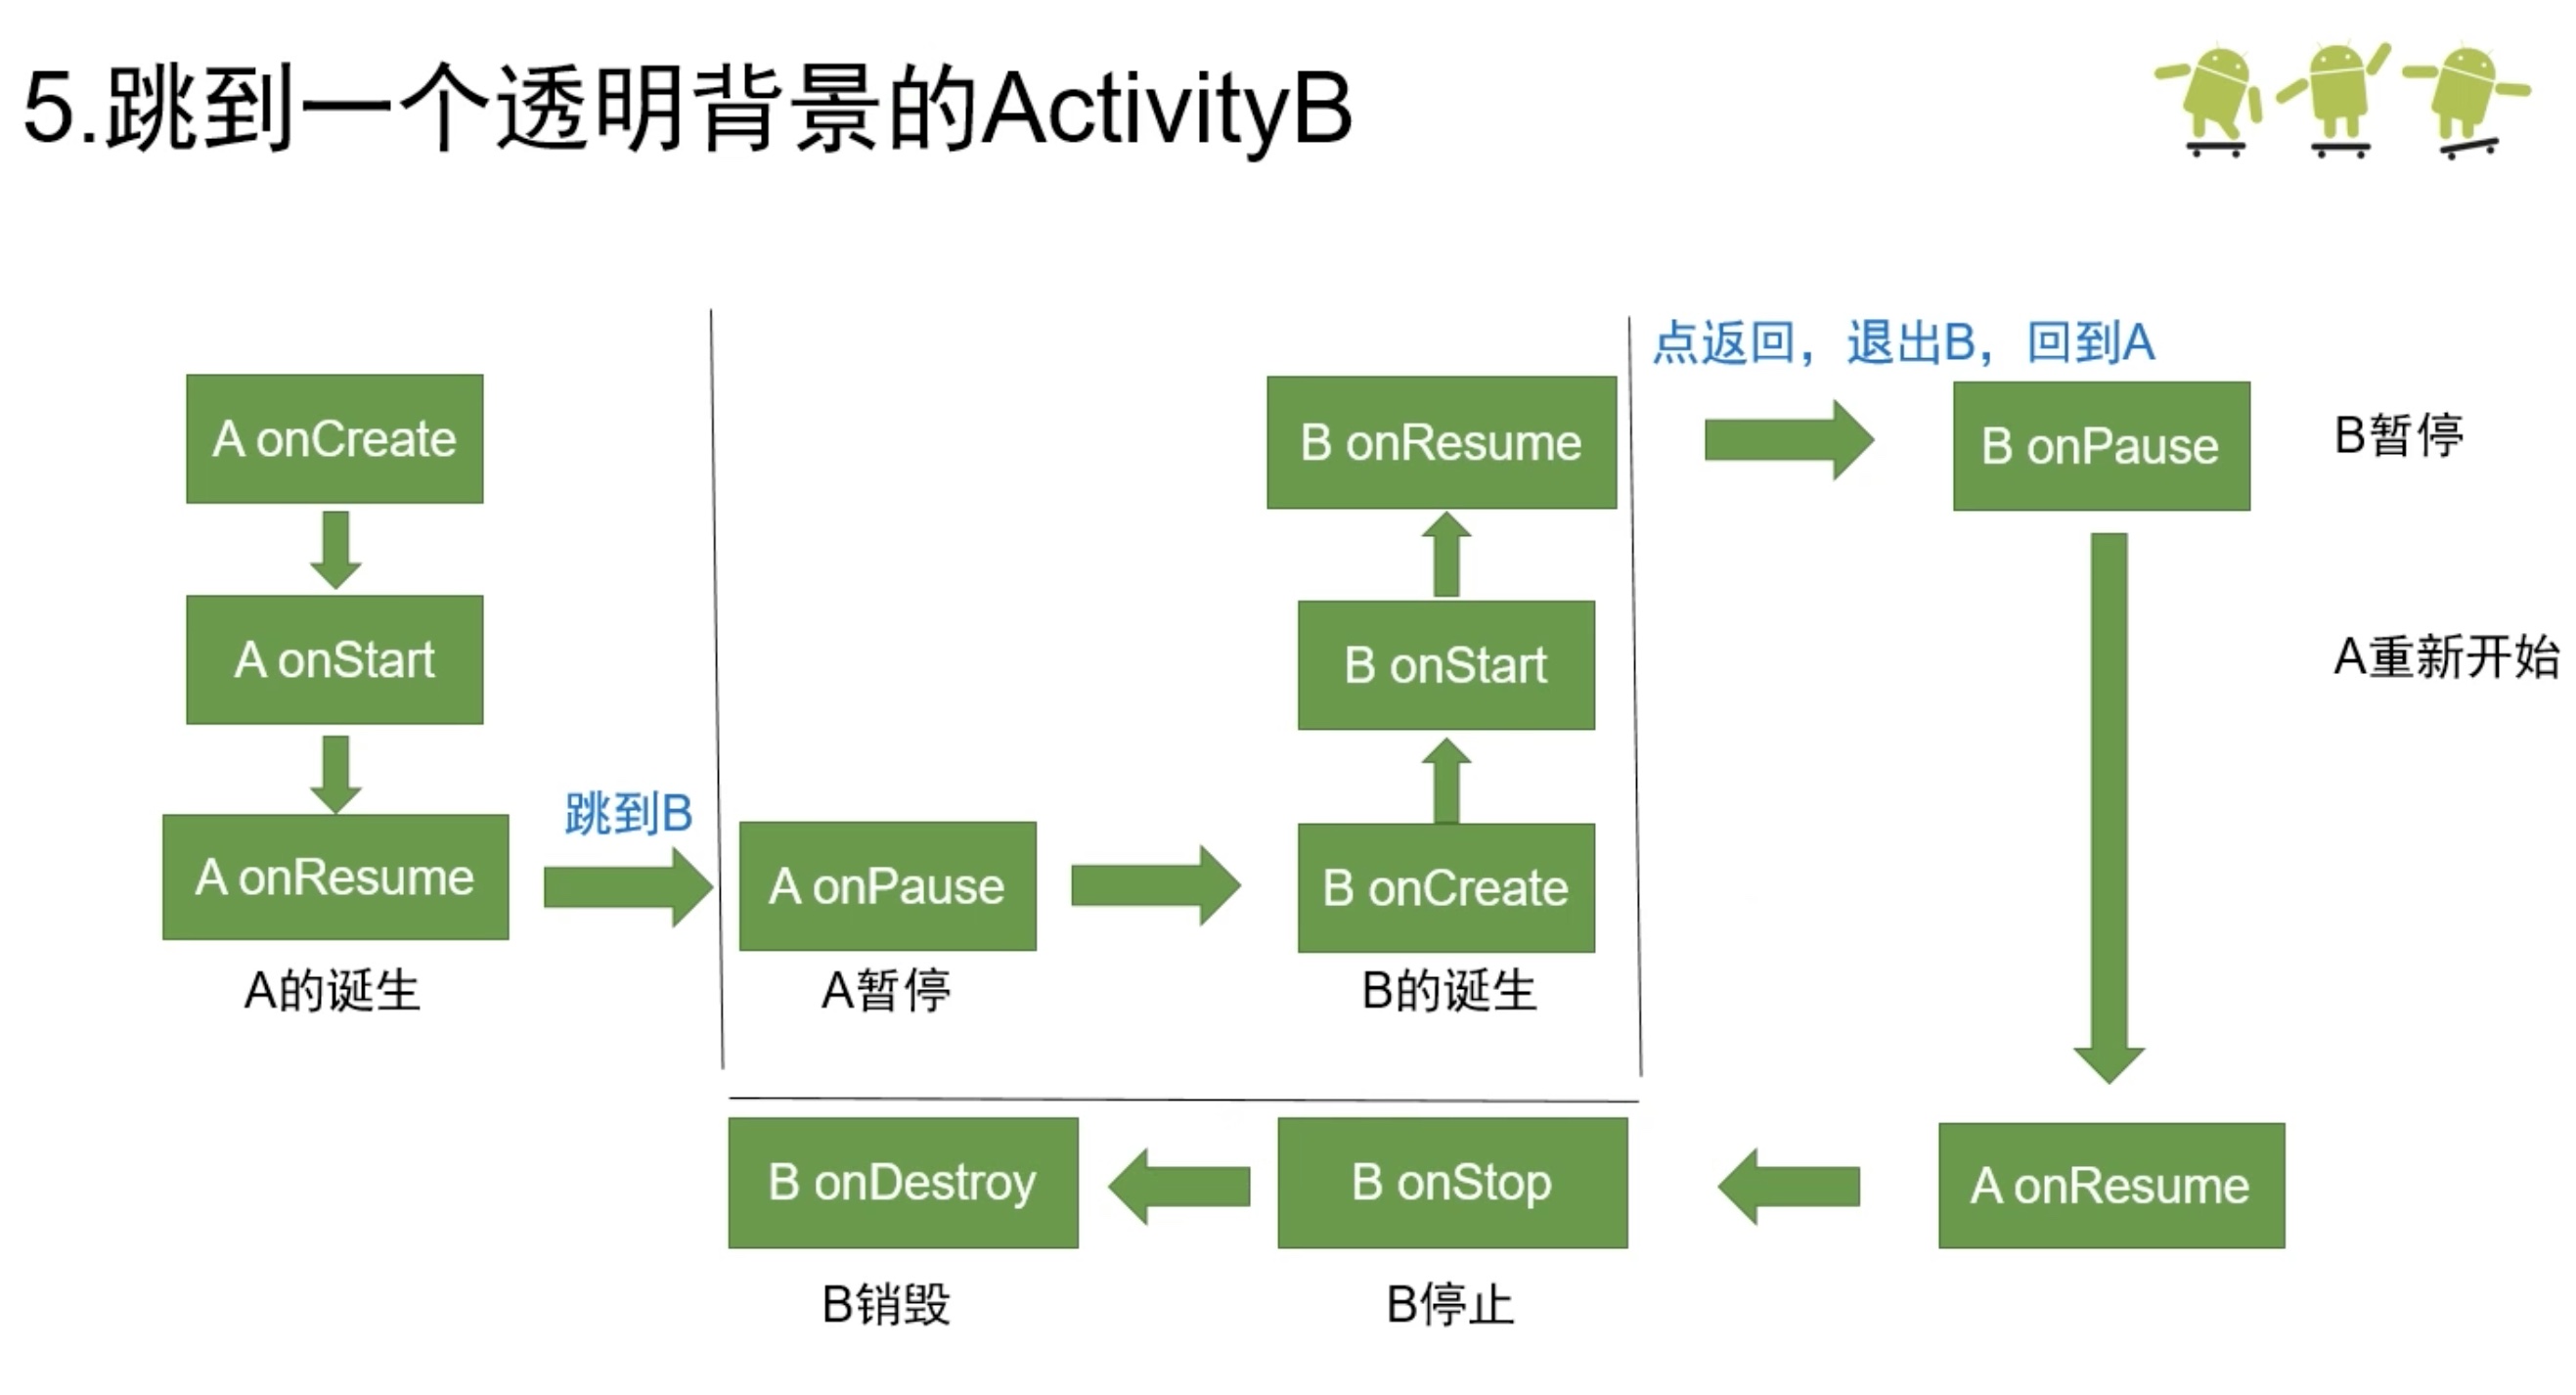 5.跳到一个透明背景的ActivityB
A onCreate
A onStart
A onResume
A的诞生
跳到B
A onPause
A暂停
B onCreate
B的诞生
B onStart
B onResume
点返回，退出B，回到A
B onPause
B暂停
A重新开始
A onResume
B onStop
B停止
B onDestroy
B销毁